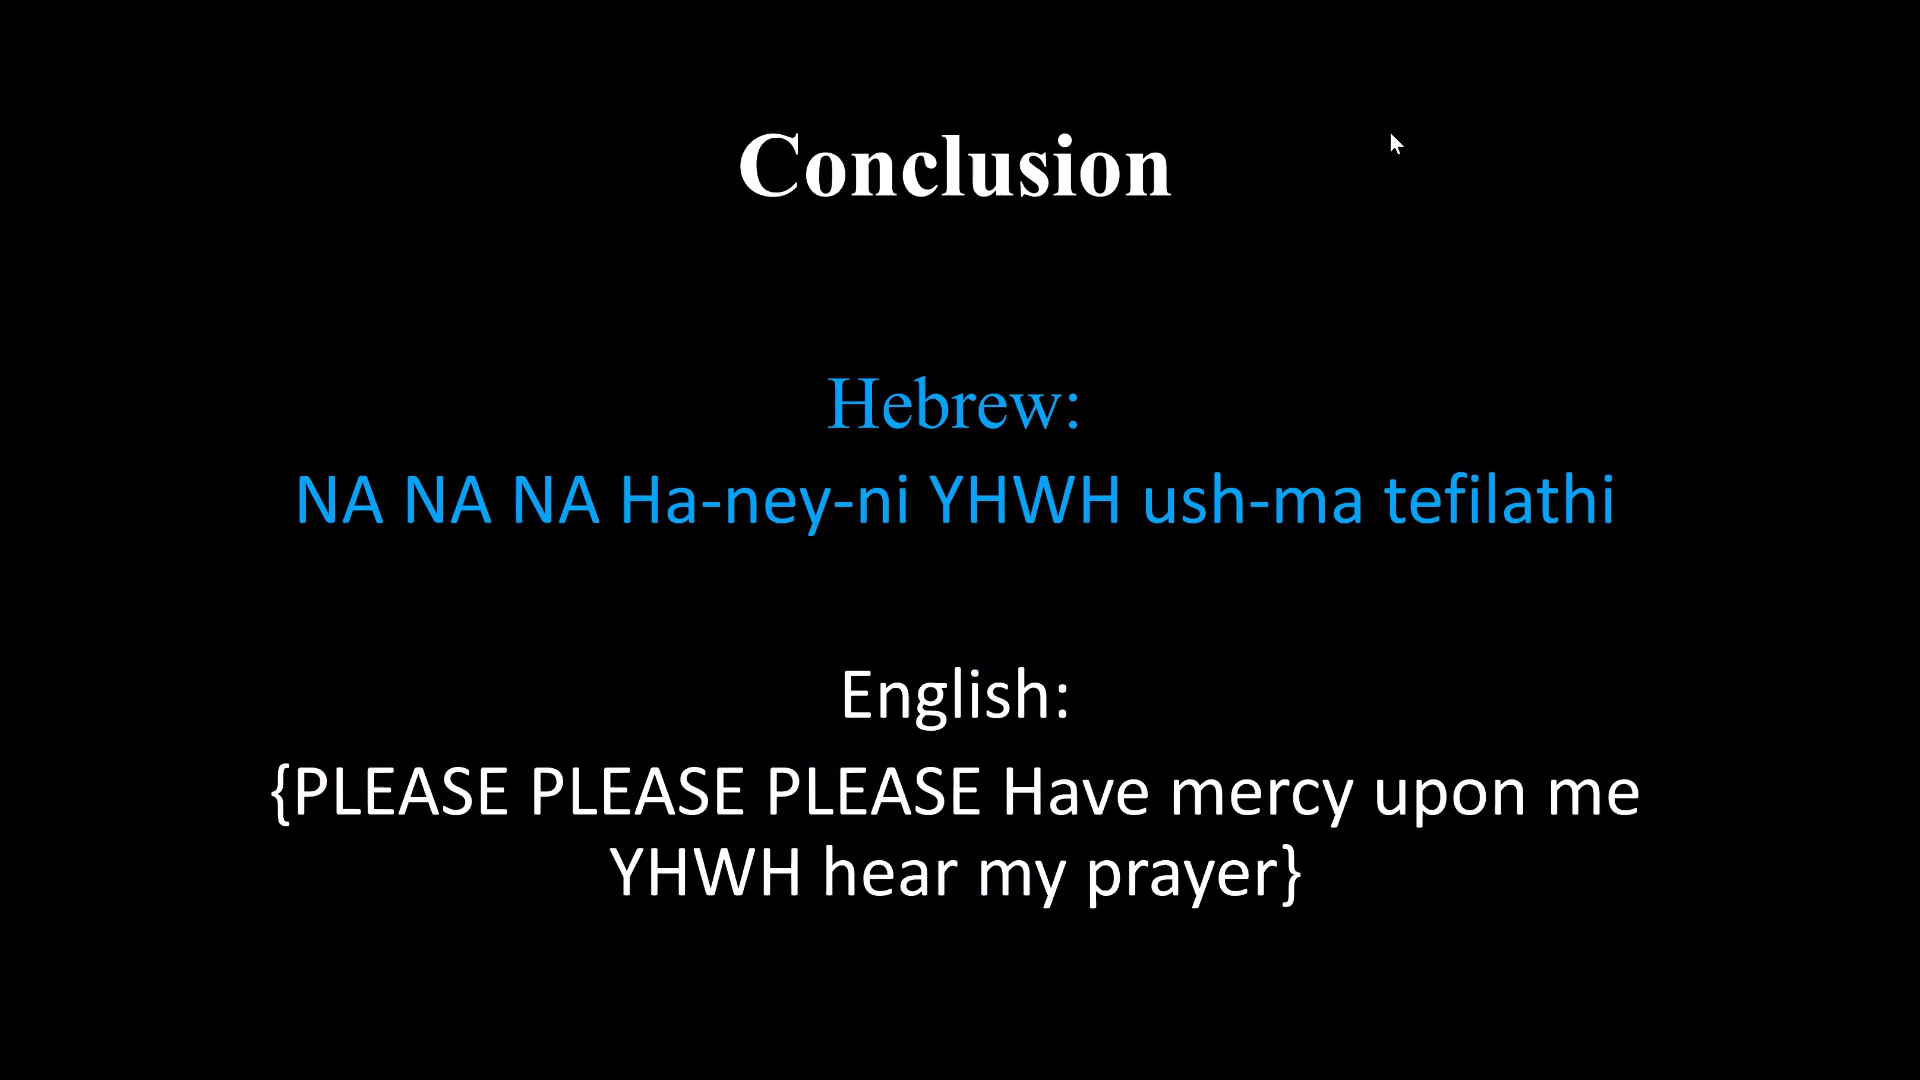 Conclusion
Hebrew:
NA NA NA Ha-ney-ni YHWH ush-ma tefilathi
English:
{PLEASE PLEASE PLEASE Have mercy upon me
YHWH hear my prayer}